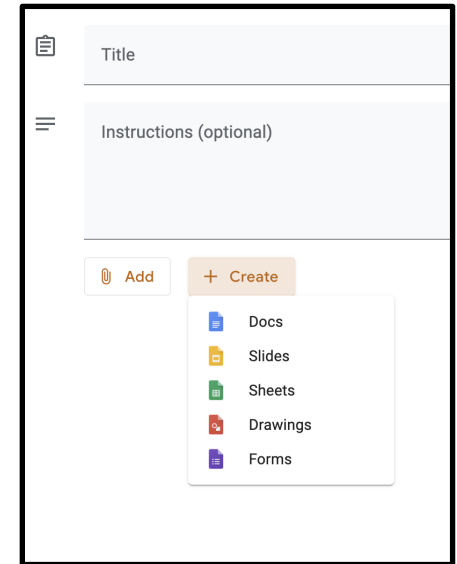 Title
Instructions (optional)
Add
+ Create
Docs
Slides
Sheets
Drawings
Forms